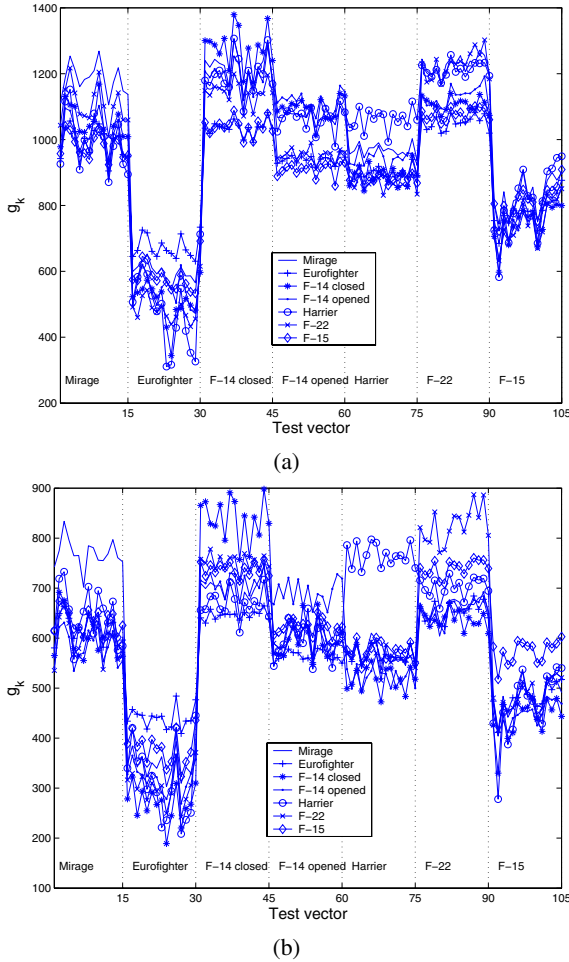 1400
1200
1000
800
600
400
200
g_k
Mirage
Eurofighter
F-14 closed
F-14 opened
Harrier
F-22
F-15
Mirage Eurofighter F-14 closed F-14 opened Harrier F-22 F-15
15 30 45 60 75 90 105
Test vector
(a)
900
800
700
600
500
400
300
200
100
g_k
Mirage
Eurofighter
F-14 closed
F-14 opened
Harrier
F-22
F-15
Mirage Eurofighter F-14 closed F-14 opened Harrier F-22 F-15
15 30 45 60 75 90 105
Test vector
(b)